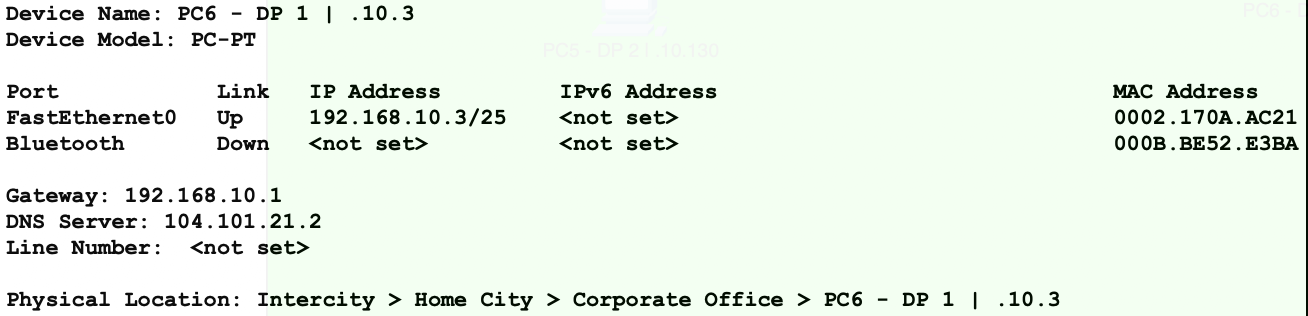 Device Name: PC6 - DP 1 | .10.3
Device Model: PC-PT
PC5 - DP 2 | .10.130
PC6 - D
Port Link IP Address IPv6 Address MAC Address
FastEthernet0 Up 192.168.10.3/25 <not set> 0002.170A.AC21
Bluetooth Down <not set> <not set> 000B.BE52.E3BA
Gateway: 192.168.10.1
DNS Server: 104.101.21.2
Line Number: <not set>
Physical Location: Intercity > Home City > Corporate Office > PC6 - DP 1 | .10.3